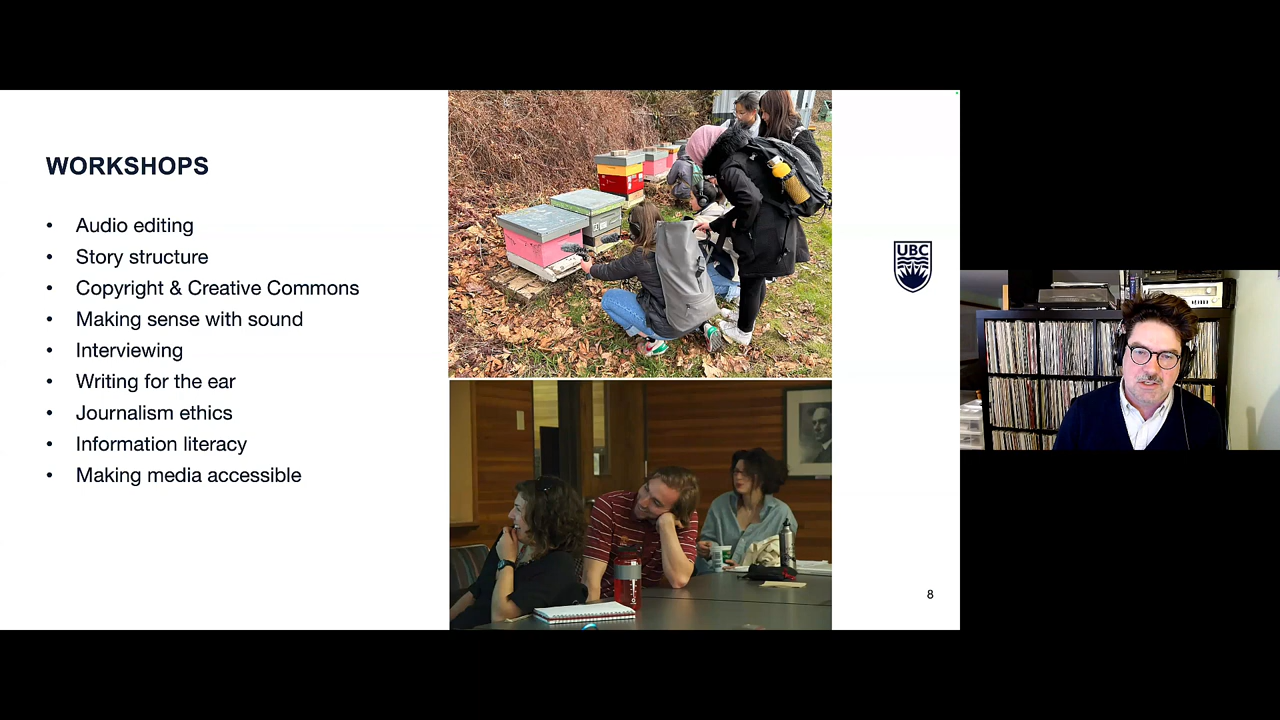 WORKSHOPS
• Audio editing
• Story structure
• Copyright & Creative Commons
• Making sense with sound
• Interviewing
• Writing for the ear
• Journalism ethics
• Information literacy
• Making media accessible
UBC
8